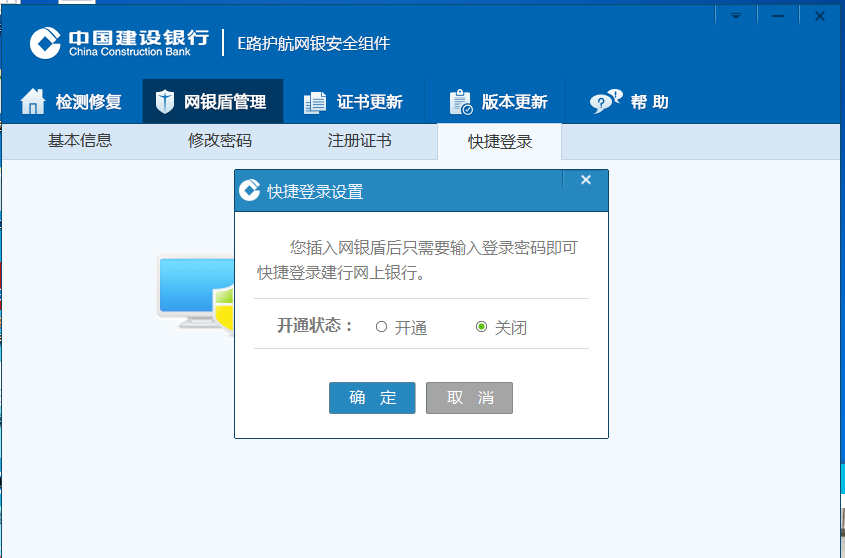 中国建设银行
China Construction Bank
E路护航网银安全组件
检测修复 网银盾管理 证书更新 版本更新 帮 助
基本信息 修改密码 注册证书 快捷登录
快捷登录设置
您插入网银盾后只需要输入登录密码即可
快捷登录建行网上银行。
开通状态： 开通 关闭
确 定 取 消